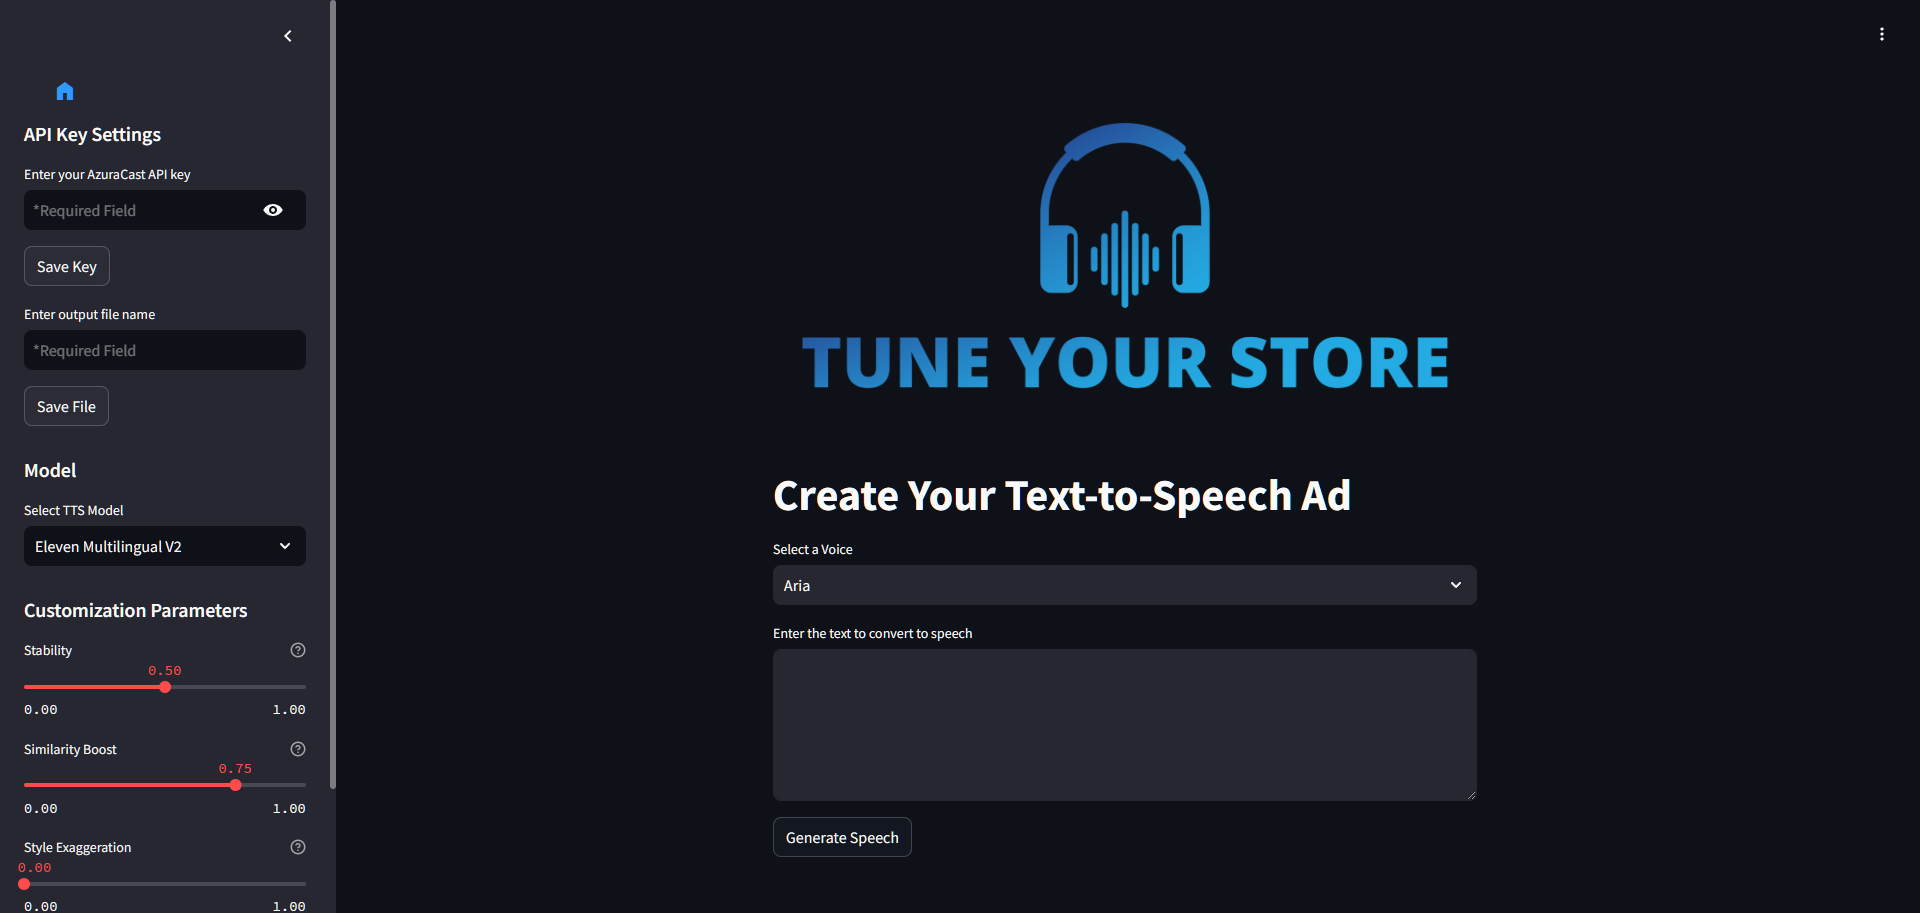 API Key Settings
Enter your AzuraCast API key
*Required Field
Save Key
Enter output file name
*Required Field
Save File
Model
Select TTS Model
Eleven Multilingual V2
Customization Parameters
Stability
0.50
0.00 1.00
Similarity Boost
0.75
0.00 1.00
Style Exaggeration
0.00
0.00 1.00
TUNE YOUR STORE
Create Your Text-to-Speech Ad
Select a Voice
Aria
Enter the text to convert to speech
Generate Speech